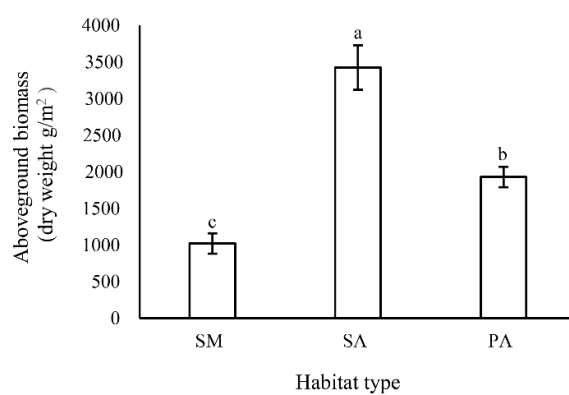 Aboveground biomass
(dry weight g/m²)
4000
3500
3000
2500
2000
1500
1000
500
0
a
b
c
SM
SA
PA
Habitat type